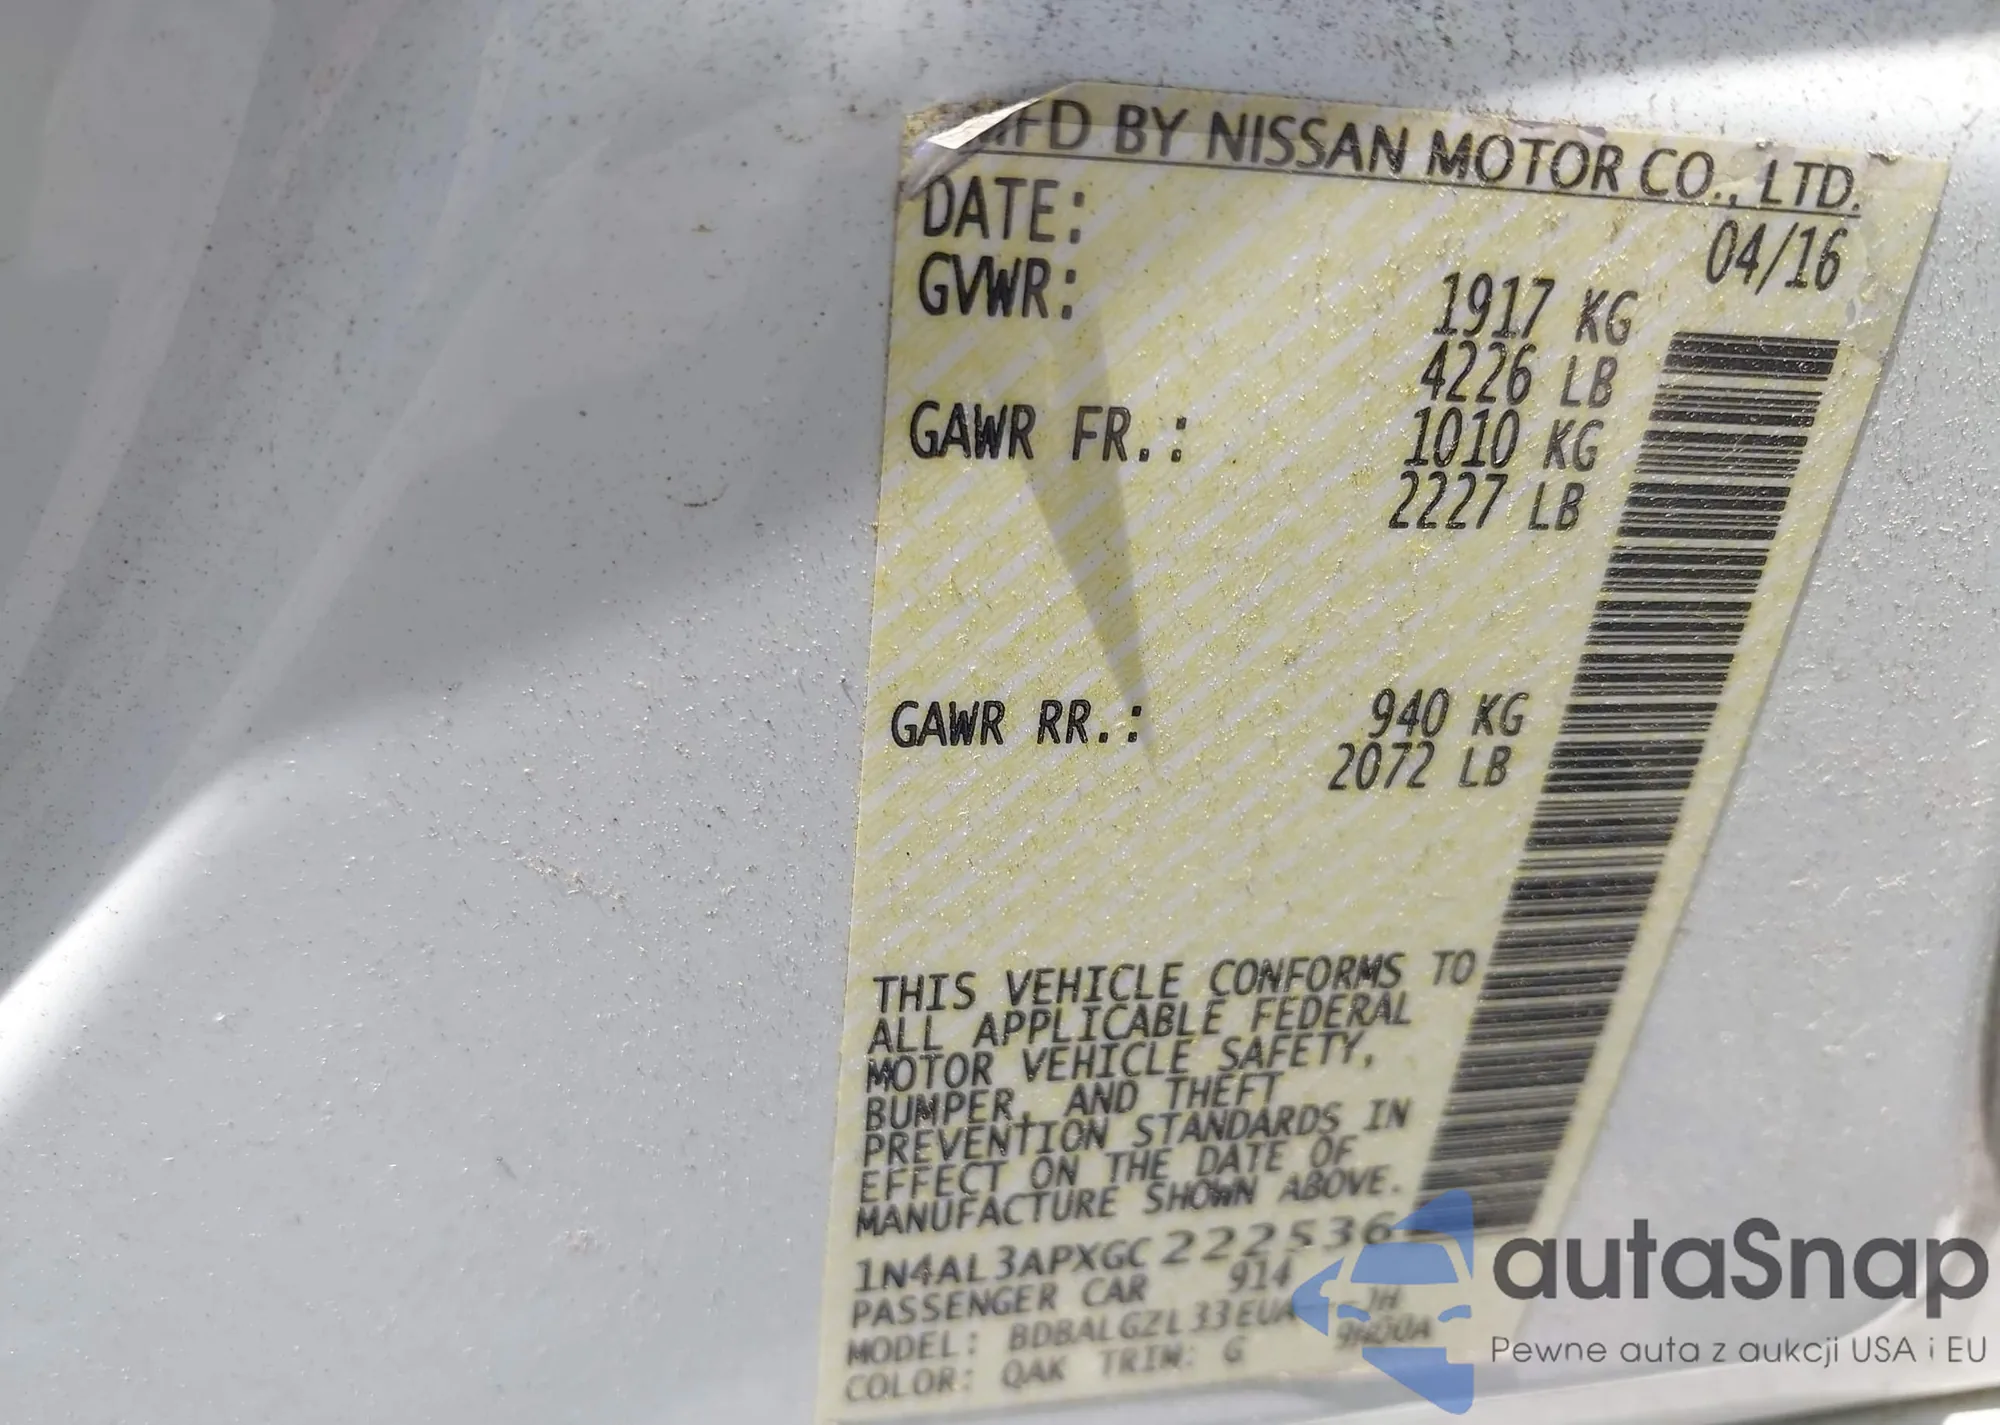 MFD BY NISSAN MOTOR CO., LTD.
DATE: 04/16
GVWR: 1917 KG
4226 LB
GAWR FR.: 1010 KG
2227 LB
GAWR RR.: 940 KG
2072 LB
THIS VEHICLE CONFORMS TO
ALL APPLICABLE FEDERAL
MOTOR VEHICLE SAFETY,
BUMPER, AND THEFT
PREVENTION STANDARDS IN
EFFECT ON THE DATE OF
MANUFACTURE SHOWN ABOVE.
1N4AL3APXGC222536
PASSENGER CAR 914
MODEL: JH
COLOR: QAK TRIM: G
autaSnap
Pewne auta z aukcji USA i EU